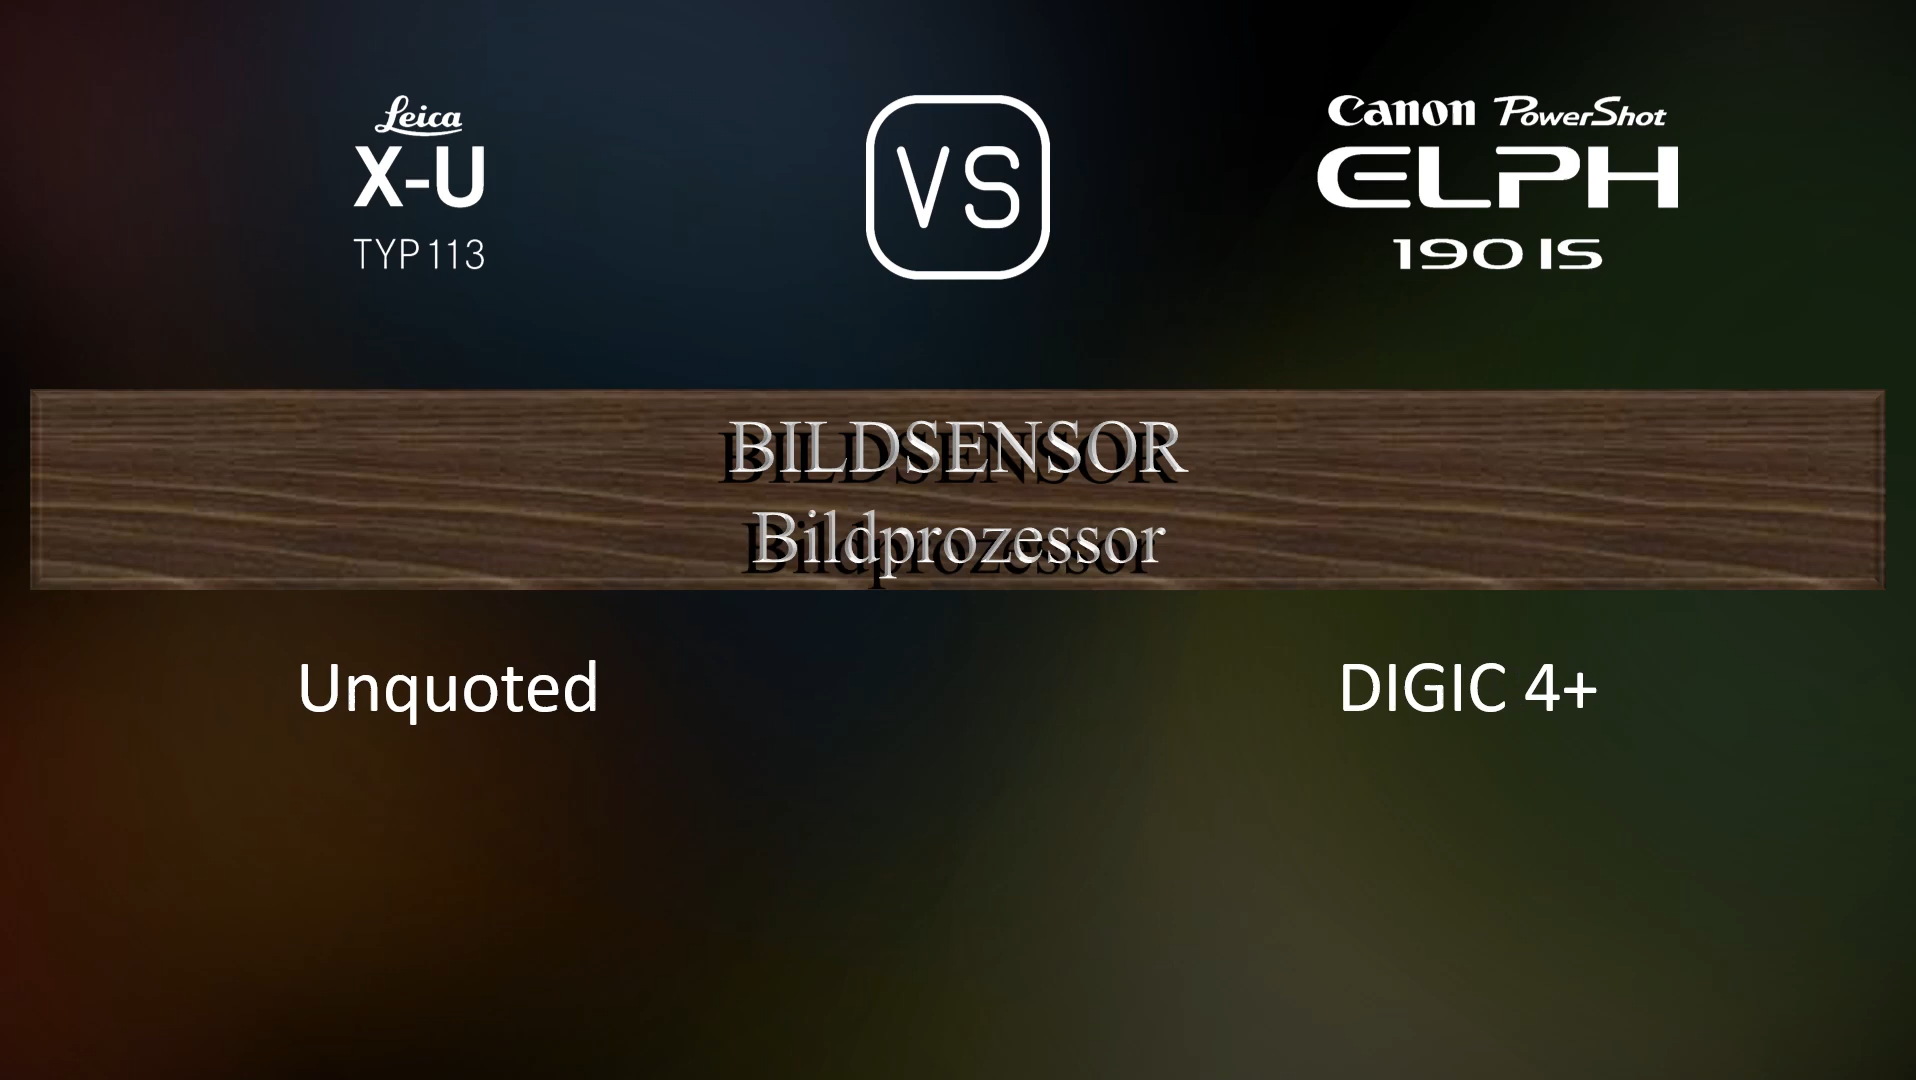 Leica
X-U
TYP 113
VS
Canon PowerShot
ELPH
190 IS
BILDSENSOR
Bildprozessor
Unquoted
DIGIC 4+